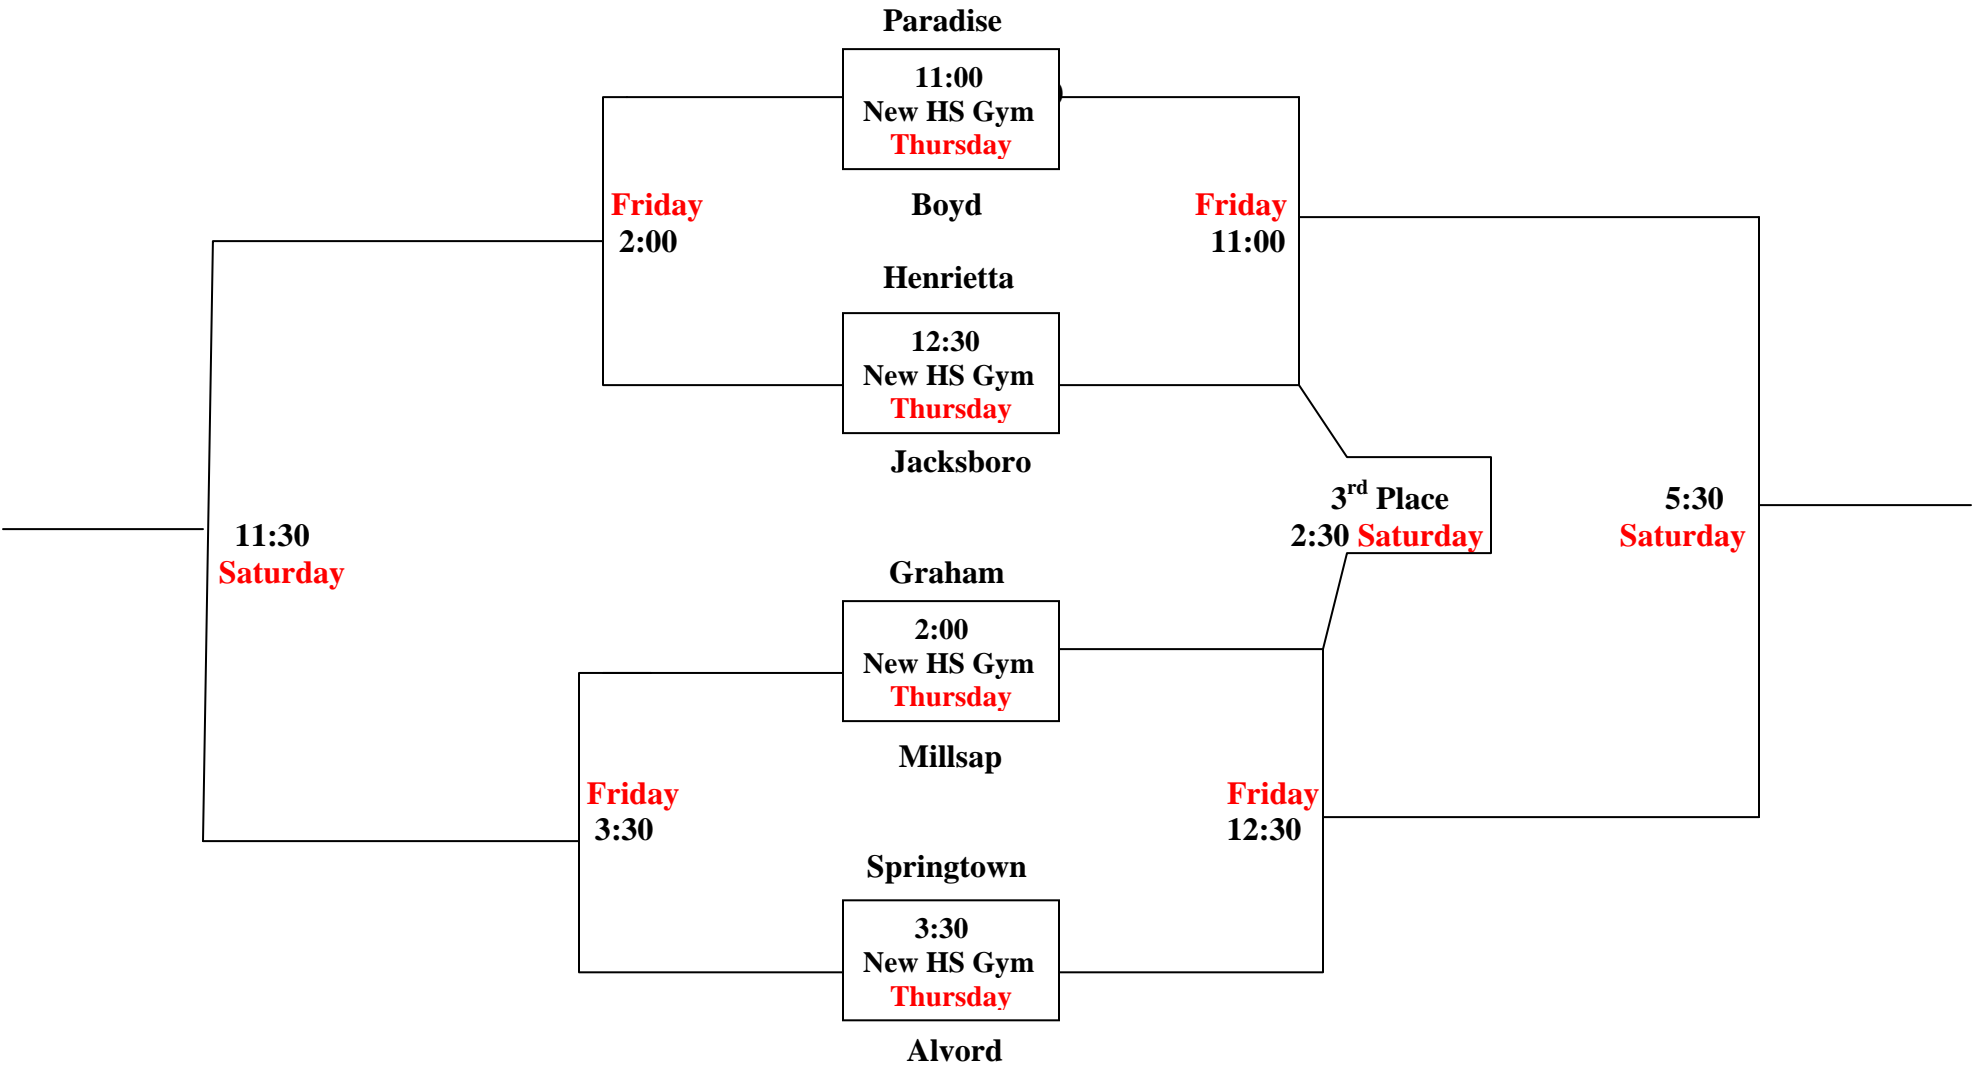 Paradise
11:00
New HS Gym
Thursday
Friday
2:00
Boyd
Friday
11:00
Henrietta
12:30
New HS Gym
Thursday
Jacksboro
11:30
Saturday
3rd Place
2:30 Saturday
5:30
Saturday
Graham
2:00
New HS Gym
Thursday
Millsap
Friday
3:30
Friday
12:30
Springtown
3:30
New HS Gym
Thursday
Alvord